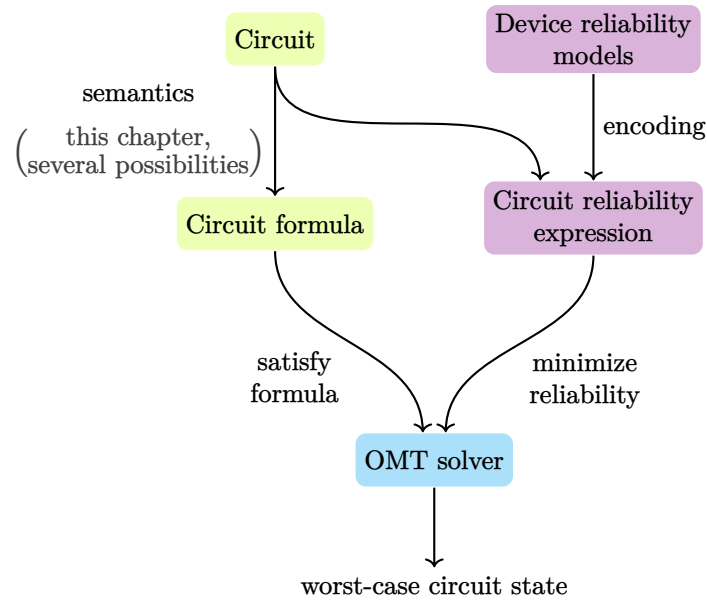 Circuit
Device reliability
models
semantics
(this chapter,
several possibilities)
encoding
Circuit formula
Circuit reliability
expression
satisfy
formula
minimize
reliability
OMT solver
worst-case circuit state